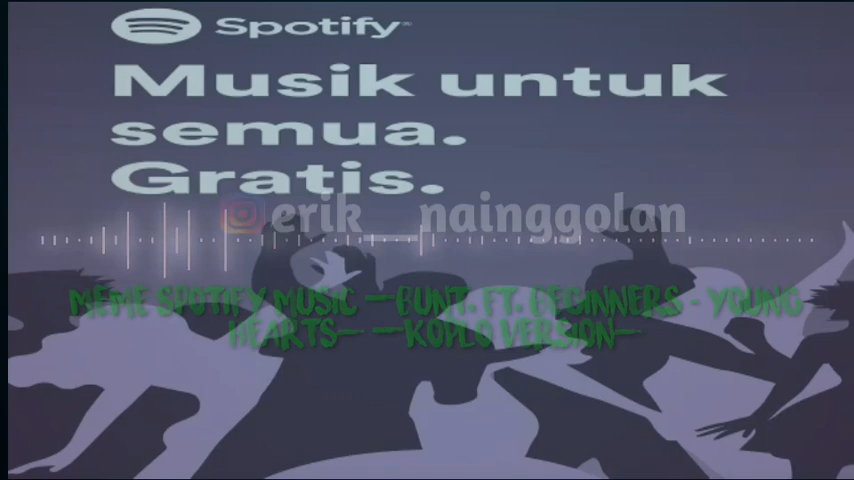 Spotify
Musik untuk
semua.
Gratis.
erik__nainggolan
MEME SPOTIFY MUSIC —BUNT. FT. BEGINNERS - YOUNG
HEARTS— —KOPLO VERSION—